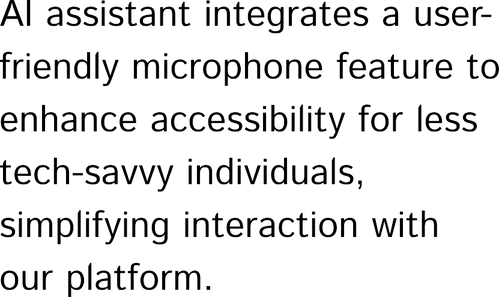 AI assistant integrates a user-
friendly microphone feature to
enhance accessibility for less
tech-savvy individuals,
simplifying interaction with
our platform.